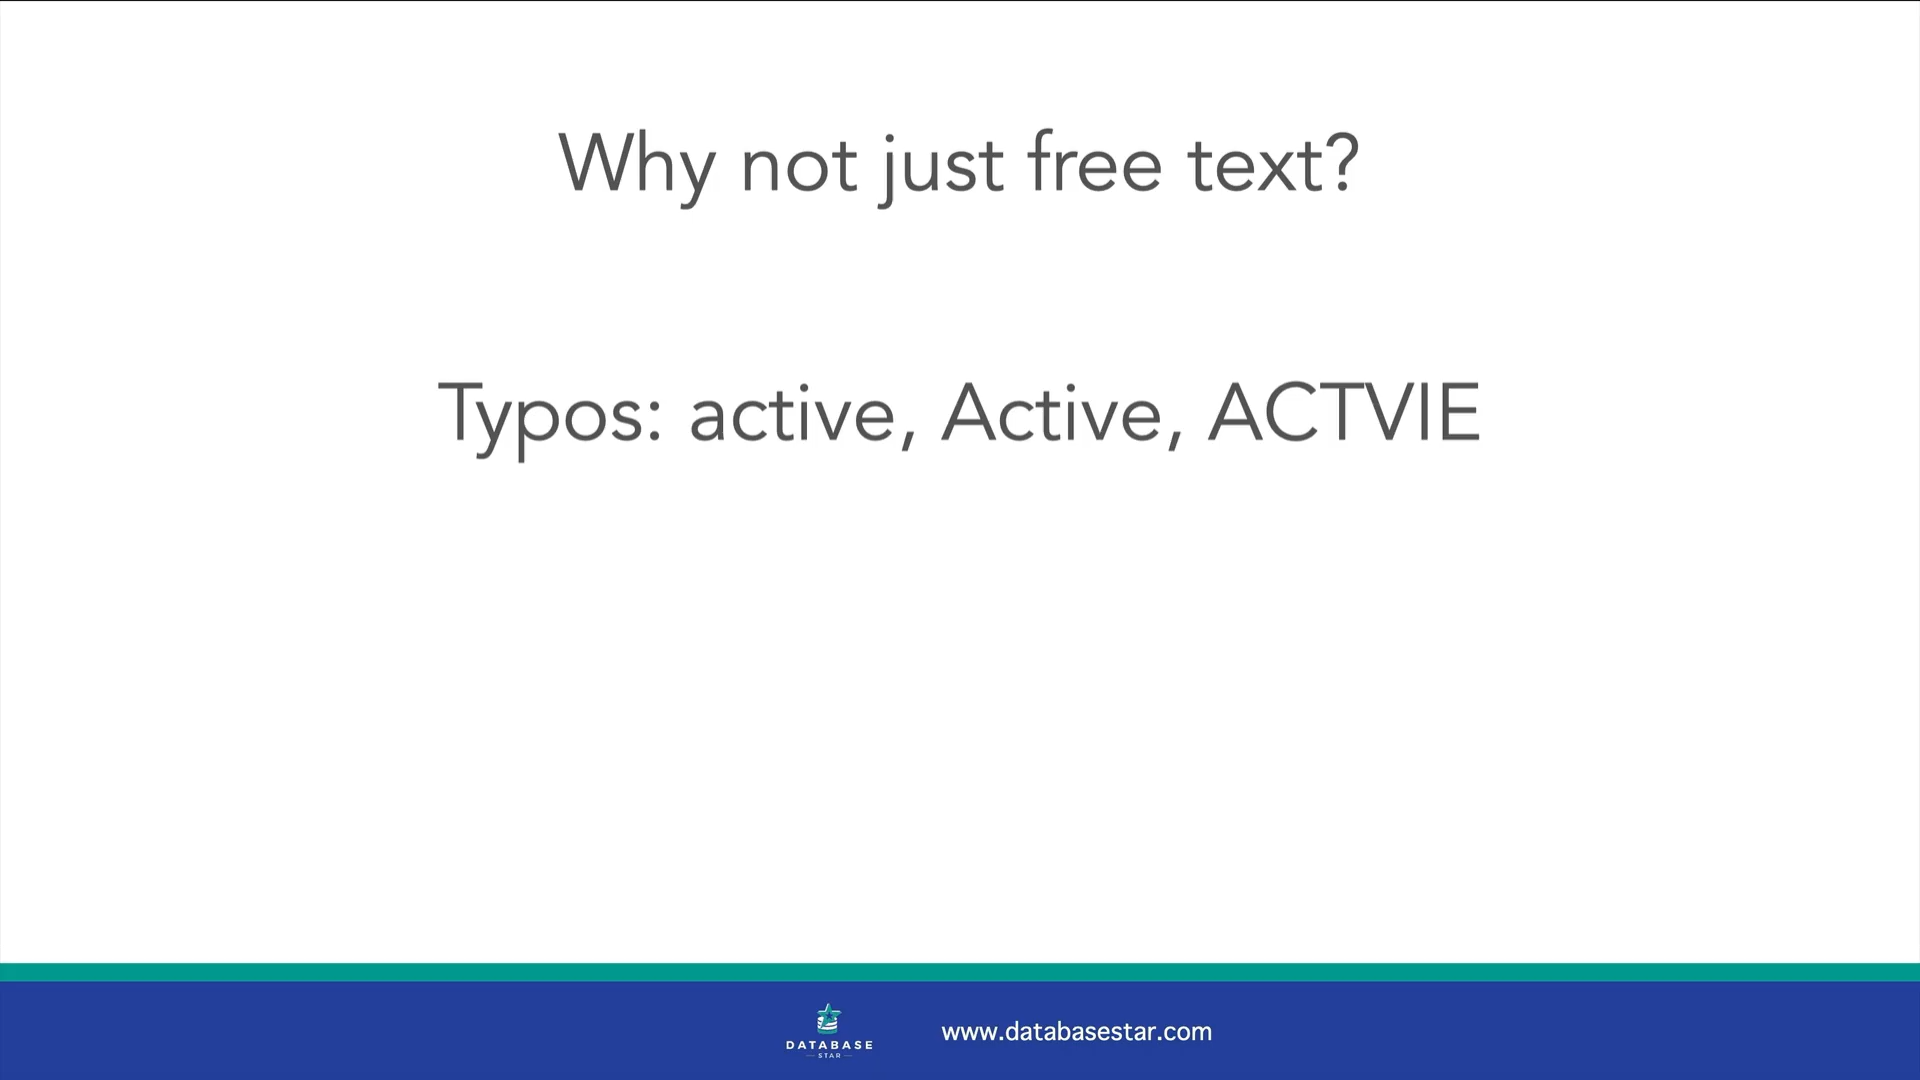 Why not just free text?
Typos: active, Active, ACTVIE
DATABASE
STAR
www.databasestar.com